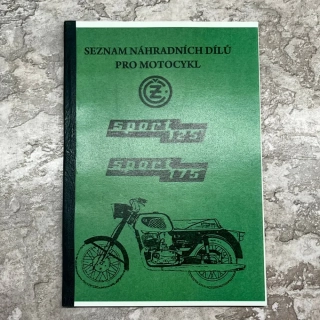 SEZNAM NÁHRADNÍCH DÍLŮ
PRO MOTOCYKL
ČZ
sport 125
sport 175